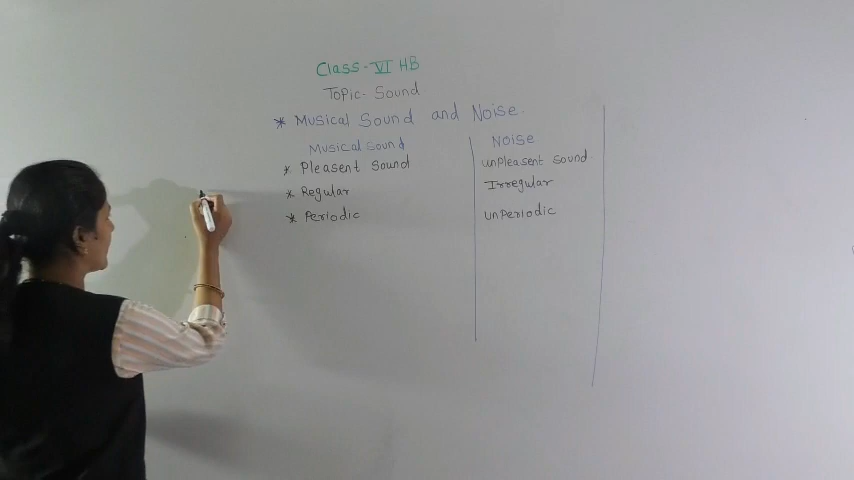 Class-VI HB
Topic- Sound
* Musical Sound and Noise.
Musical Sound
* Pleasent Sound
* Regular
* Periodic
Noise
unpleasent sound
Irregular
unperiodic